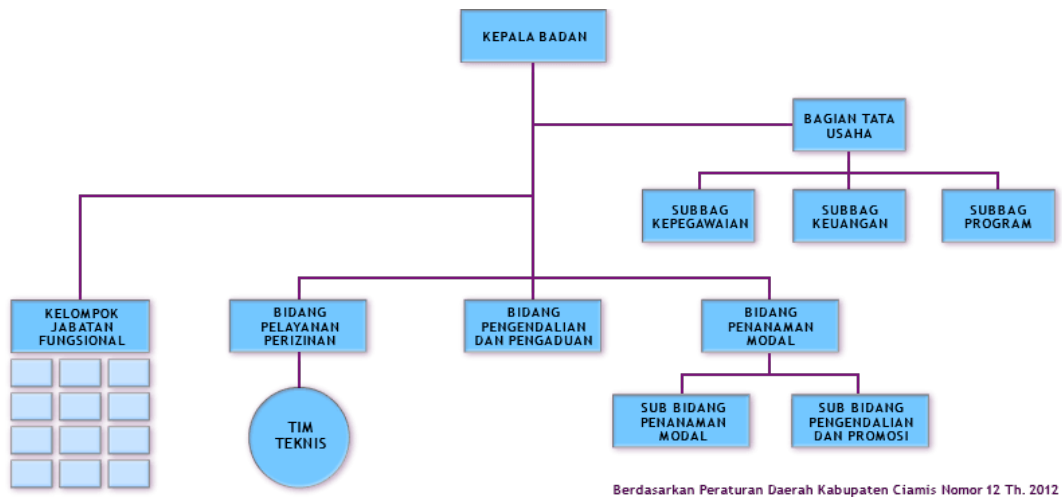 KEPALA BADAN
BAGIAN TATA
USAHA
SUBBAG
KEPEGAWAIAN
SUBBAG
KEUANGAN
SUBBAG
PROGRAM
KELOMPOK
JABATAN
FUNGSIONAL
BIDANG
PELAYANAN
PERIZINAN
BIDANG
PENGENDALIAN
DAN PENGADUAN
BIDANG
PENANAMAN
MODAL
TIM
TEKNIS
SUB BIDANG
PENANAMAN
MODAL
SUB BIDANG
PENGENDALIAN
DAN PROMOSI
Berdasarkan Peraturan Daerah Kabupaten Ciamis Nomor 12 Th. 2012